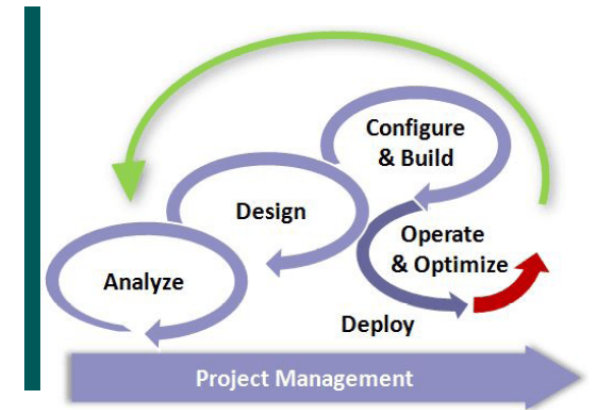 Configure
& Build
Design
Operate
& Optimize
Analyze
Deploy
Project Management